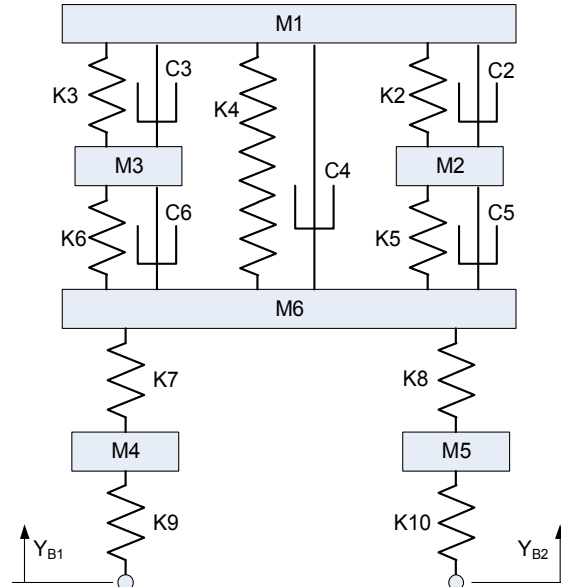 M1
K3 C3 K4 K2 C2
M3 C4 M2
K6 C6 K5 C5
M6
K7 K8
M4 M5
K9 K10
YB1 YB2